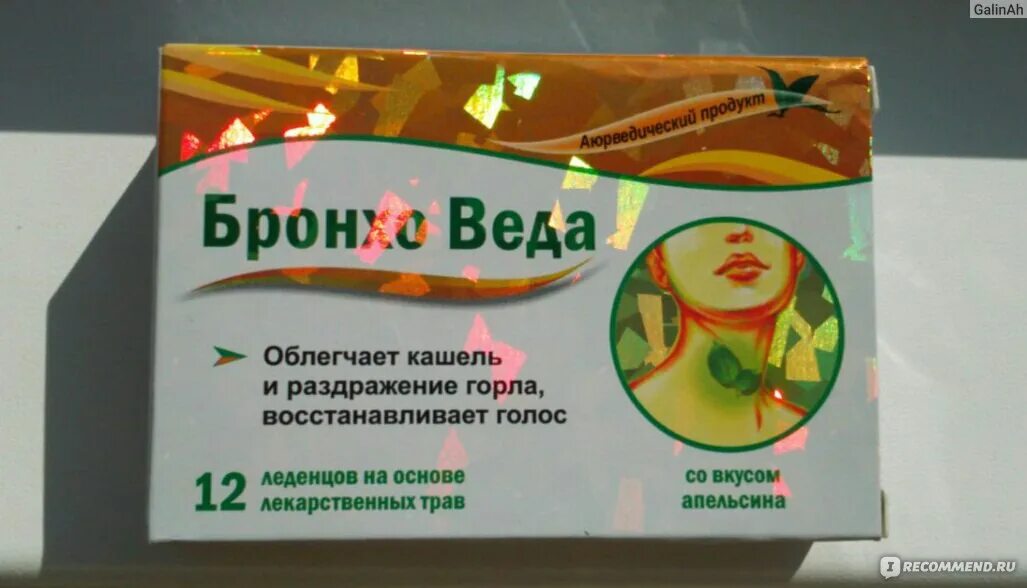 GalinAh
Аюрведический продукт
Бронхо Веда
Облегчает кашель
и раздражение горла,
восстанавливает голос
12 леденцов на основе
лекарственных трав
со вкусом
апельсина
I RECOMMEND.RU